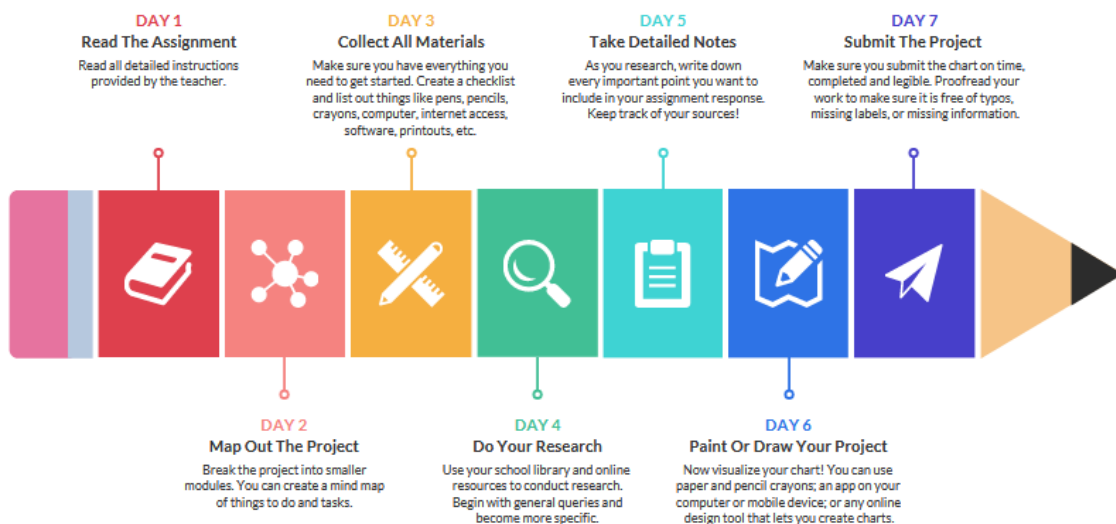 DAY 1
Read The Assignment
Read all detailed instructions
provided by the teacher.
DAY 2
Map Out The Project
Break the project into smaller
modules. You can create a mind map
of things to do and tasks.
DAY 3
Collect All Materials
Make sure you have everything you
need to get started. Create a checklist
and list out things like pens, pencils,
crayons, computer, internet access,
software, printouts, etc.
DAY 4
Do Your Research
Use your school library and online
resources to conduct research.
Begin with general queries and
become more specific.
DAY 5
Take Detailed Notes
As you research, write down
every important point you want to
include in your assignment response.
Keep track of your sources!
DAY 6
Paint Or Draw Your Project
Now visualize your chart! You can use
paper and pencil crayons; an app on your
computer or mobile device; or any online
design tool that lets you create charts.
DAY 7
Submit The Project
Make sure you submit the chart on time,
completed and legible. Proofread your
work to make sure it is free of typos,
missing labels, or missing information.